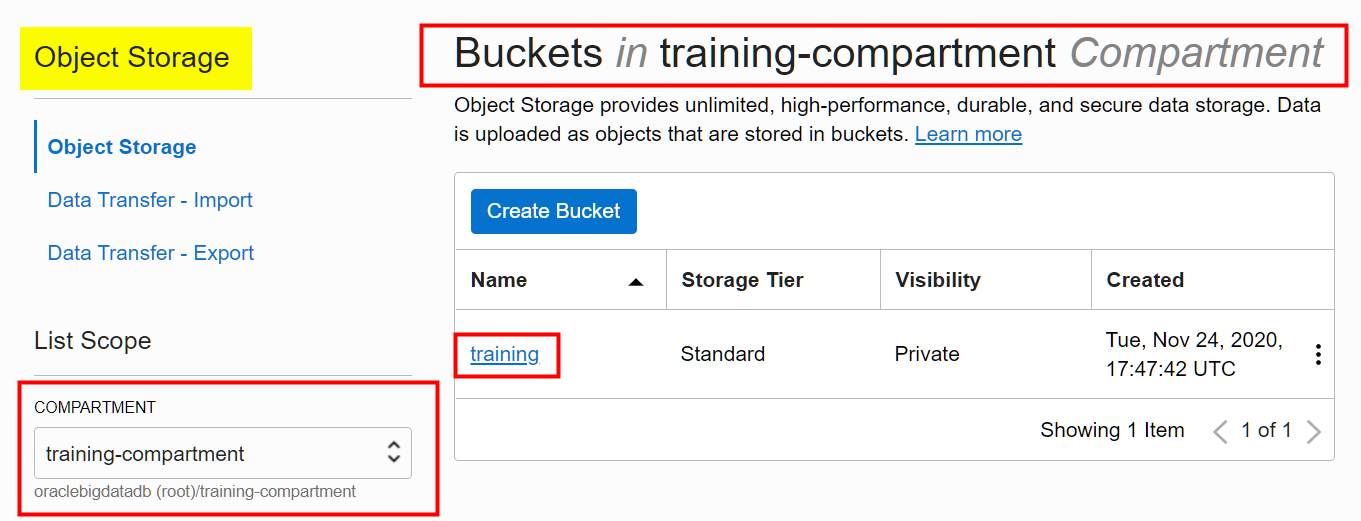 Object Storage
Object Storage
Data Transfer - Import
Data Transfer - Export
List Scope
COMPARTMENT
training-compartment
oraclebigdatadb (root)/training-compartment
Buckets in training-compartment Compartment
Object Storage provides unlimited, high-performance, durable, and secure data storage. Data
is uploaded as objects that are stored in buckets. Learn more
Create Bucket
Name Storage Tier Visibility Created
training Standard Private Tue, Nov 24, 2020,
17:47:42 UTC
Showing 1 Item 1 of 1